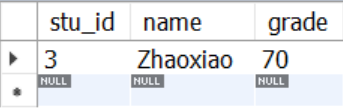 stu_id name grade
3 Zhaoxiao 70
NULL NULL NULL